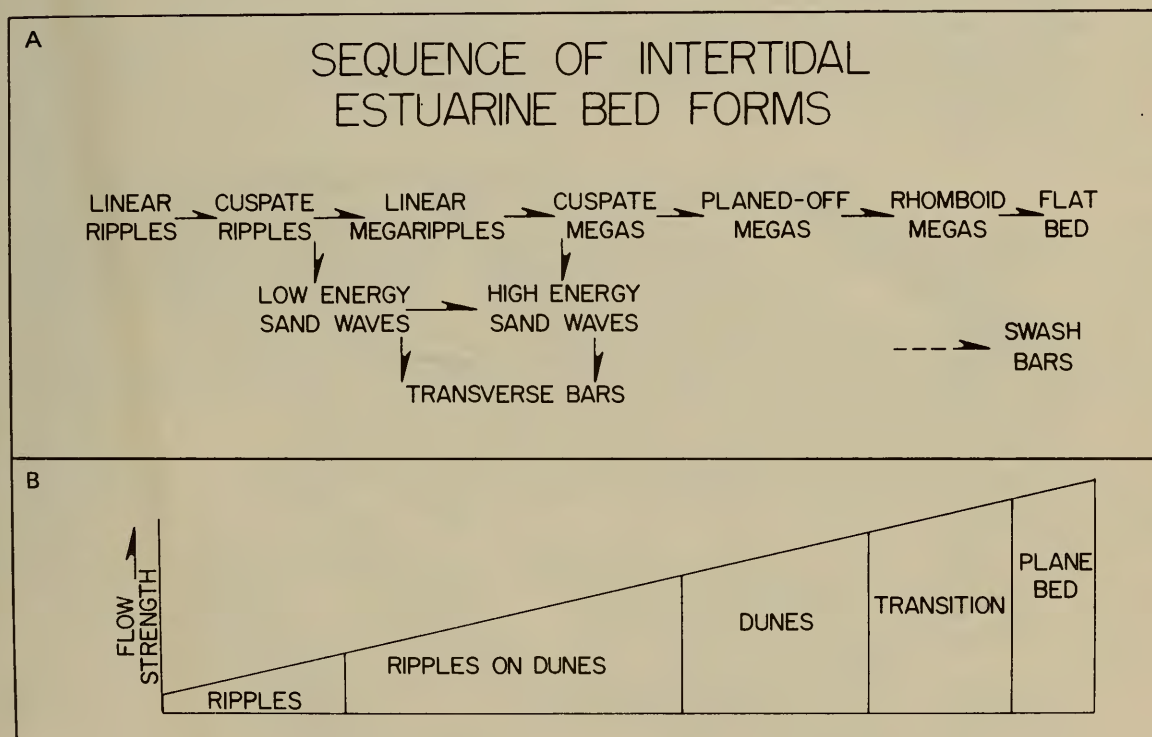 A
SEQUENCE OF INTERTIDAL
ESTUARINE BED FORMS
LINEAR
RIPPLES
CUSPATE
RIPPLES
LINEAR
MEGARIPPLES
CUSPATE
MEGAS
PLANED-OFF
MEGAS
RHOMBOID
MEGAS
FLAT
BED
LOW ENERGY
SAND WAVES
HIGH ENERGY
SAND WAVES
SWASH
BARS
TRANSVERSE BARS
B
FLOW
STRENGTH
RIPPLES
RIPPLES ON DUNES
DUNES
TRANSITION
PLANE
BED